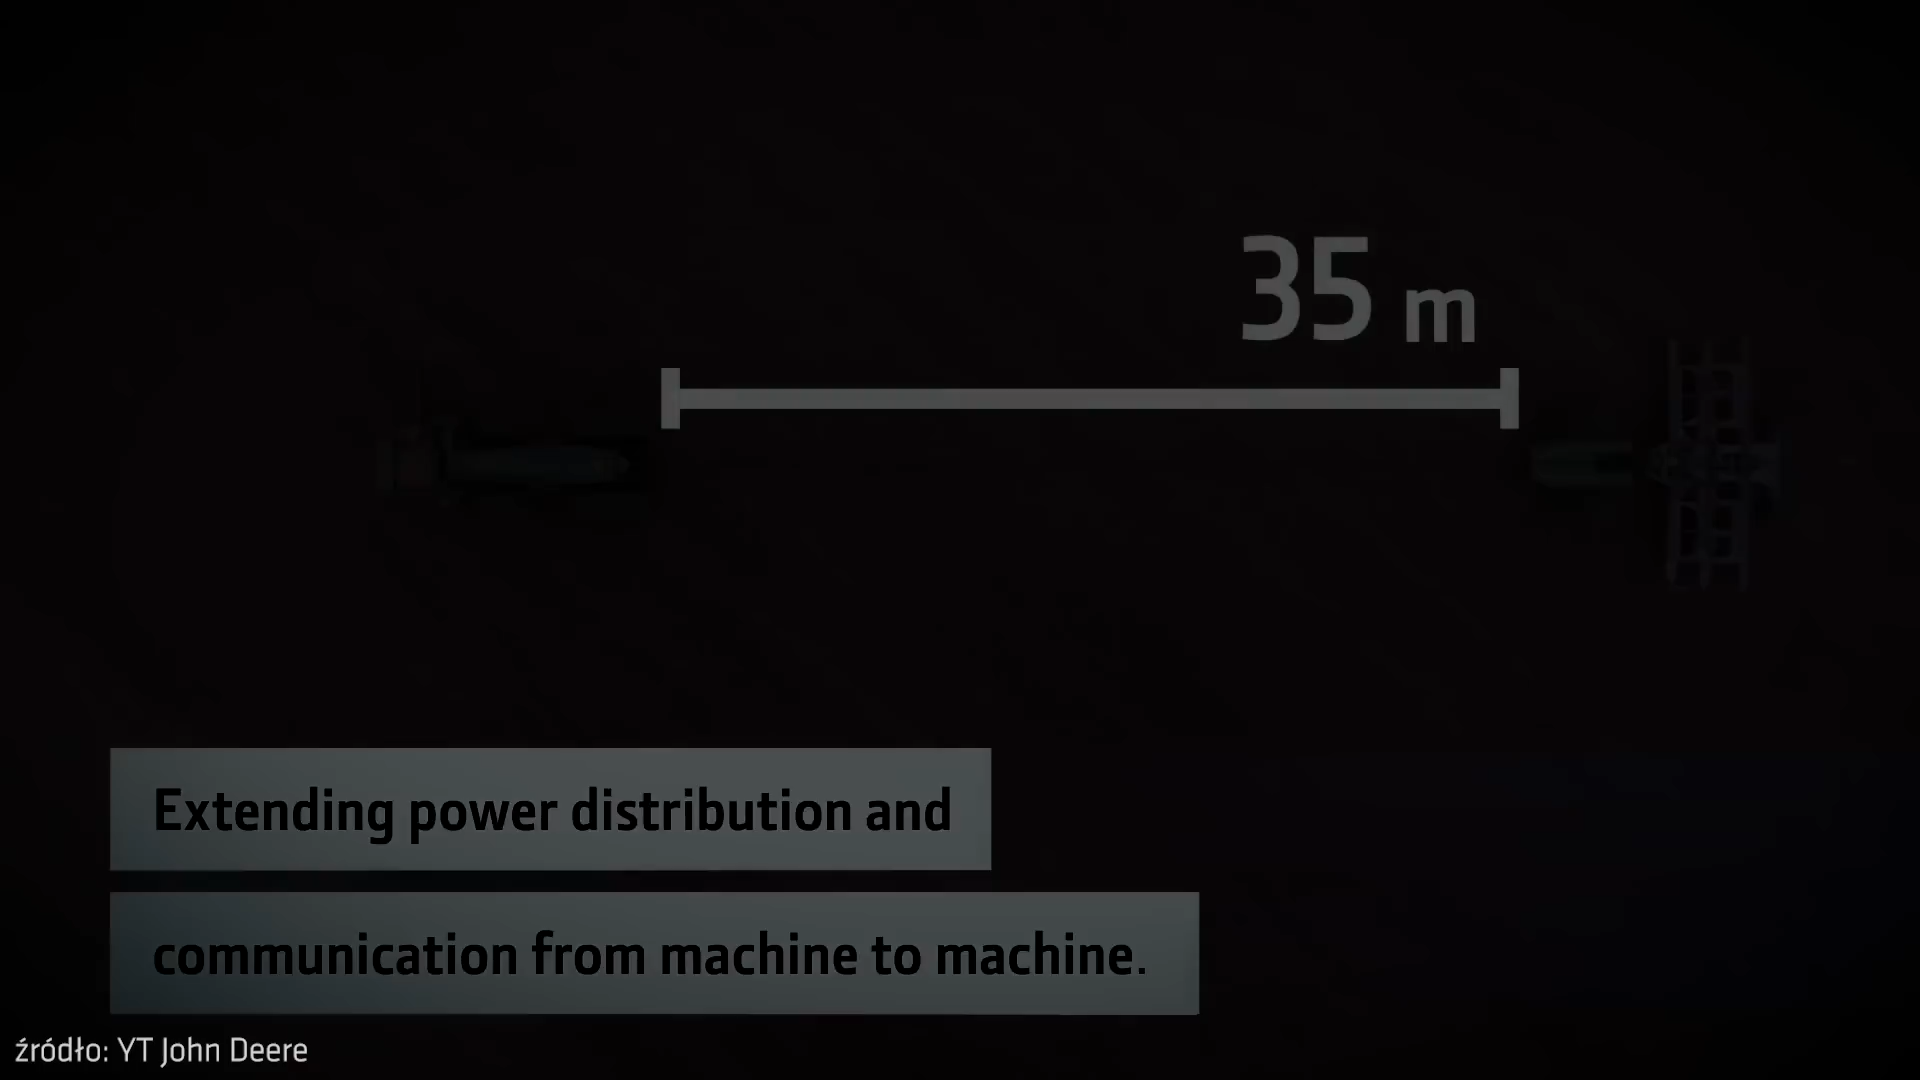 35 m
Extending power distribution and
communication from machine to machine.
źródło: YT John Deere